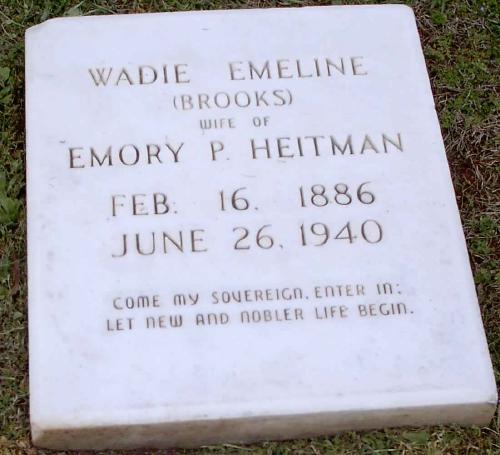 WADIE EMELINE
(BROOKS)
WIFE OF
EMORY P. HEITMAN
FEB. 16. 1886
JUNE 26, 1940
COME MY SOVEREIGN, ENTER IN:
LET NEW AND NOBLER LIFE BEGIN.